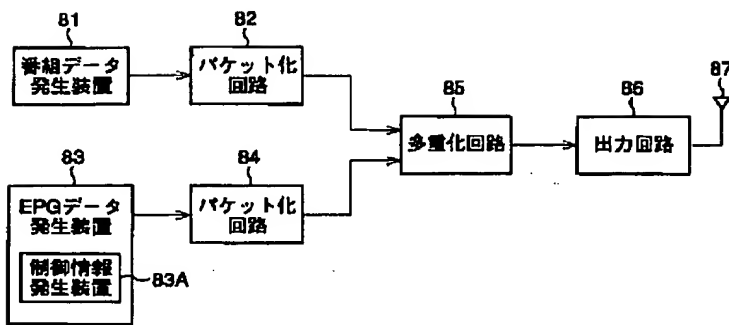 81
番組データ
発生装置
82
パケット化
回路
83
EPGデータ
発生装置
制御情報
発生装置
83A
84
パケット化
回路
85
多重化回路
86
出力回路
87